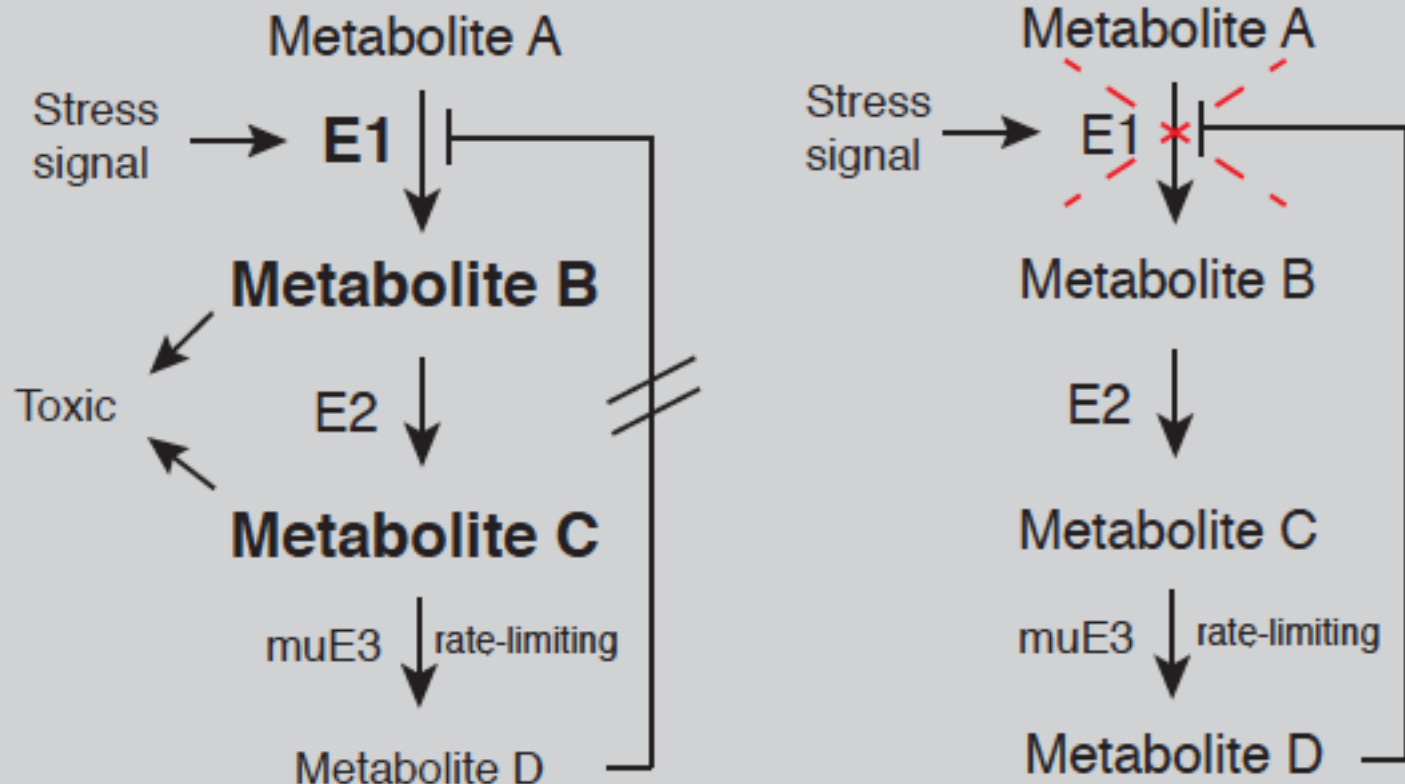 Metabolite A
Stress
signal
E1
Metabolite B
Toxic
E2
Metabolite C
muE3
rate-limiting
Metabolite D
Metabolite A
Stress
signal
E1
Metabolite B
E2
Metabolite C
muE3
rate-limiting
Metabolite D